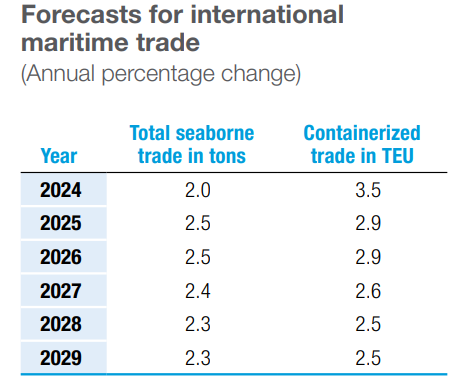 Forecasts for international
maritime trade
(Annual percentage change)
Total seaborne Containerized
Year trade in tons trade in TEU
2024 2.0 3.5
2025 2.5 2.9
2026 2.5 2.9
2027 2.4 2.6
2028 2.3 2.5
2029 2.3 2.5